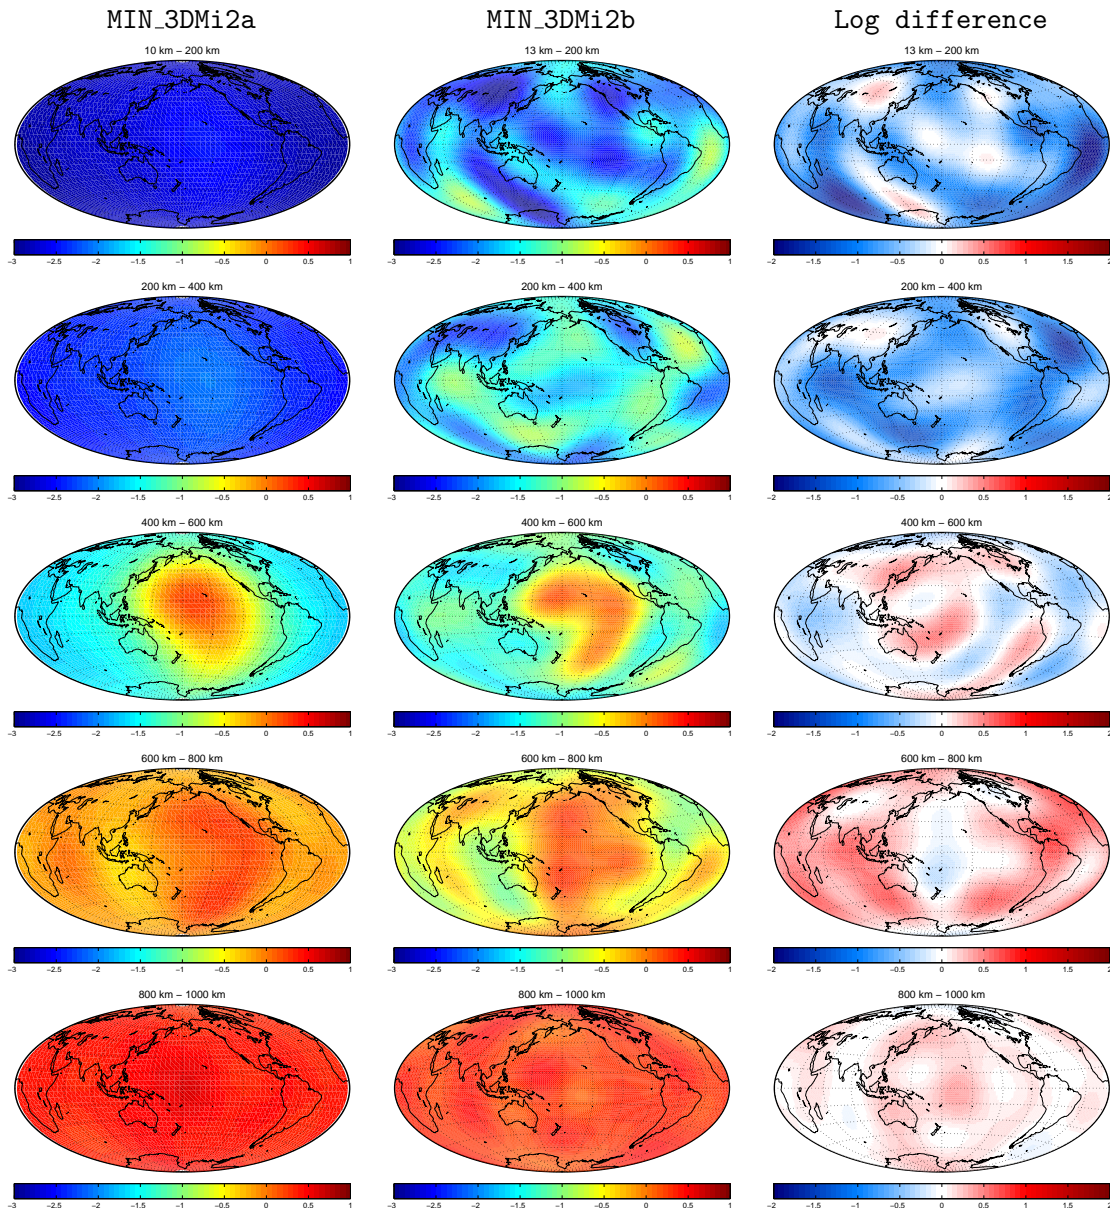 MIN_3DMi2a MIN_3DMi2b Log difference
10 km – 200 km 13 km – 200 km 13 km – 200 km
−3 −2.5 −2 −1.5 −1 −0.5 0 0.5 1 −3 −2.5 −2 −1.5 −1 −0.5 0 0.5 1 −2 −1.5 −1 −0.5 0 0.5 1 1.5 2
200 km – 400 km 200 km – 400 km 200 km – 400 km
−3 −2.5 −2 −1.5 −1 −0.5 0 0.5 1 −3 −2.5 −2 −1.5 −1 −0.5 0 0.5 1 −2 −1.5 −1 −0.5 0 0.5 1 1.5 2
400 km – 600 km 400 km – 600 km 400 km – 600 km
−3 −2.5 −2 −1.5 −1 −0.5 0 0.5 1 −3 −2.5 −2 −1.5 −1 −0.5 0 0.5 1 −2 −1.5 −1 −0.5 0 0.5 1 1.5 2
600 km – 800 km 600 km – 800 km 600 km – 800 km
−3 −2.5 −2 −1.5 −1 −0.5 0 0.5 1 −3 −2.5 −2 −1.5 −1 −0.5 0 0.5 1 −2 −1.5 −1 −0.5 0 0.5 1 1.5 2
800 km – 1000 km 800 km – 1000 km 800 km – 1000 km
−3 −2.5 −2 −1.5 −1 −0.5 0 0.5 1 −3 −2.5 −2 −1.5 −1 −0.5 0 0.5 1 −2 −1.5 −1 −0.5 0 0.5 1 1.5 2